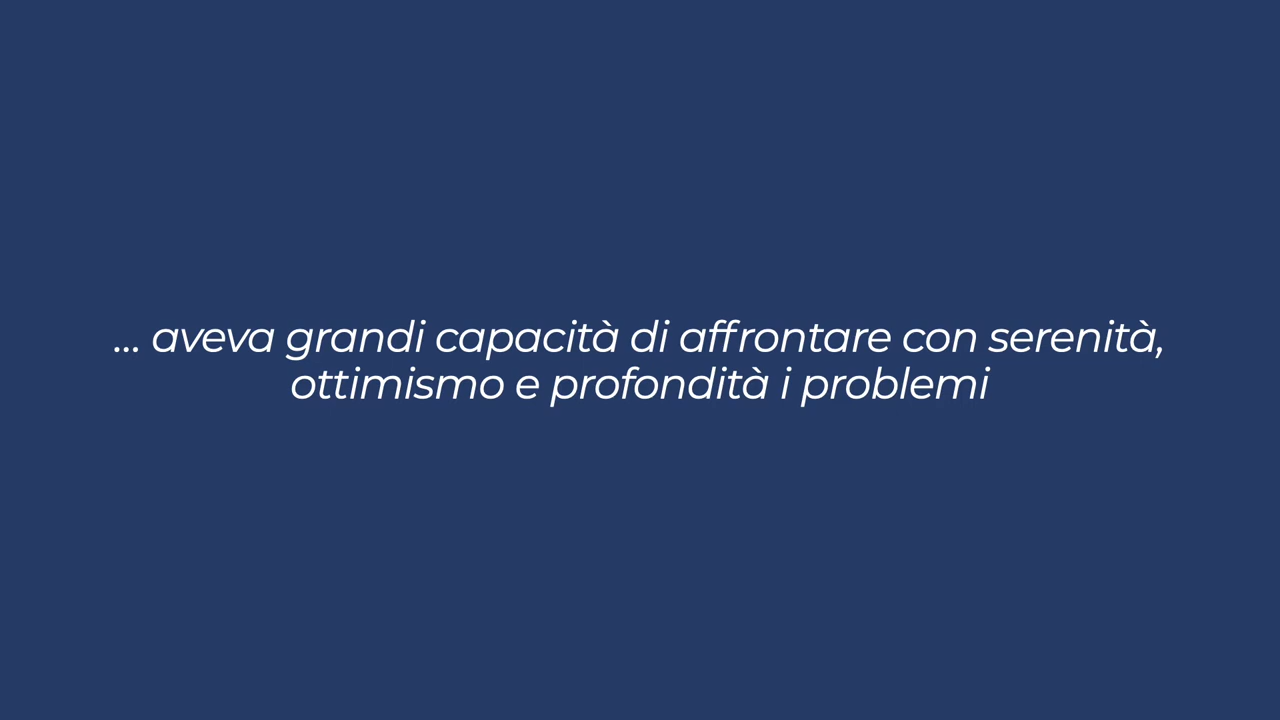 ... aveva grandi capacità di affrontare con serenità,
ottimismo e profondità i problemi